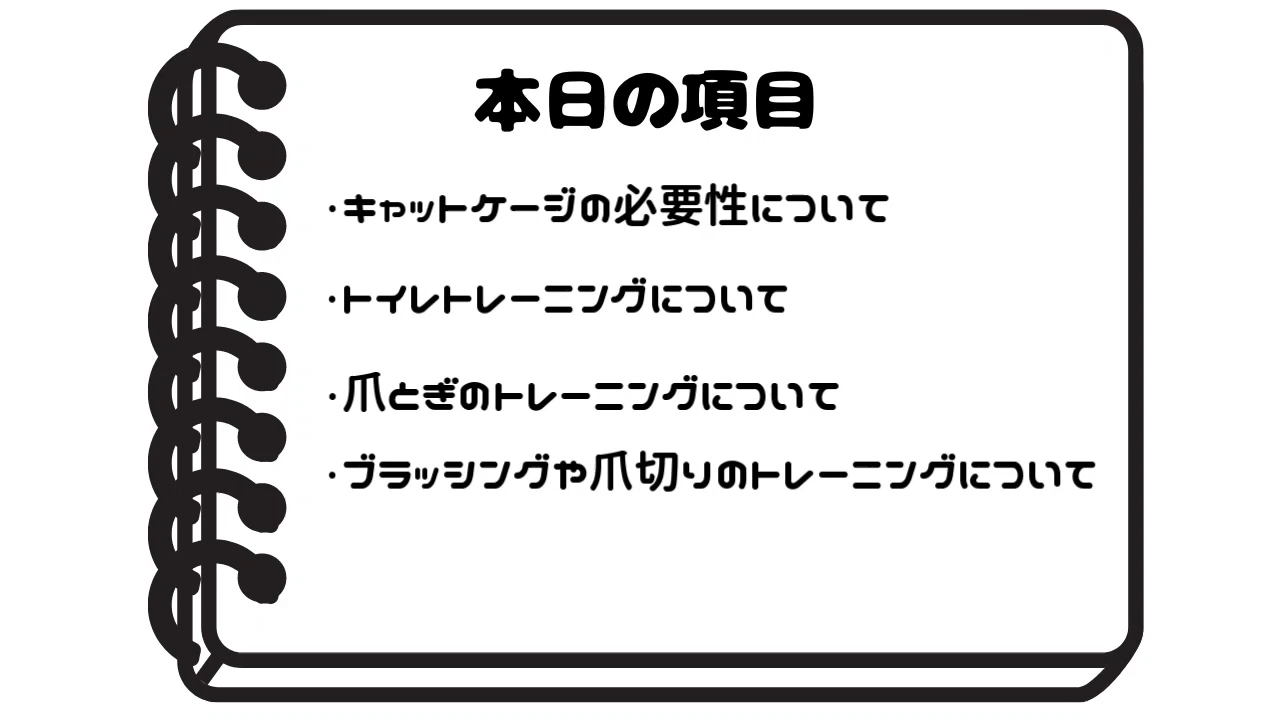 本日の項目
・キャットケージの必要性について
・トイレトレーニングについて
・爪とぎのトレーニングについて
・ブラッシングや爪切りのトレーニングについて